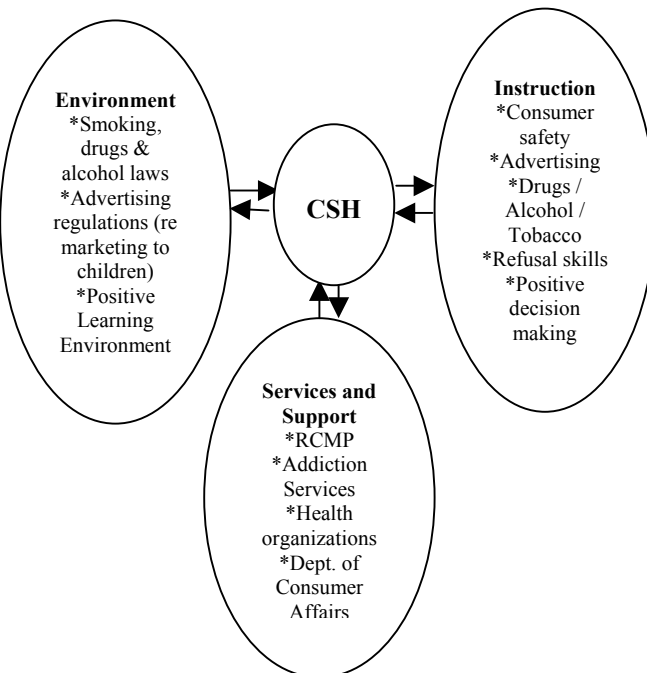 Environment
*Smoking,
drugs &
alcohol laws
*Advertising
regulations (re
marketing to
children)
*Positive
Learning
Environment
CSH
Instruction
*Consumer
safety
*Advertising
*Drugs /
Alcohol /
Tobacco
*Refusal skills
*Positive
decision
making
Services and
Support
*RCMP
*Addiction
Services
*Health
organizations
*Dept. of
Consumer
Affairs